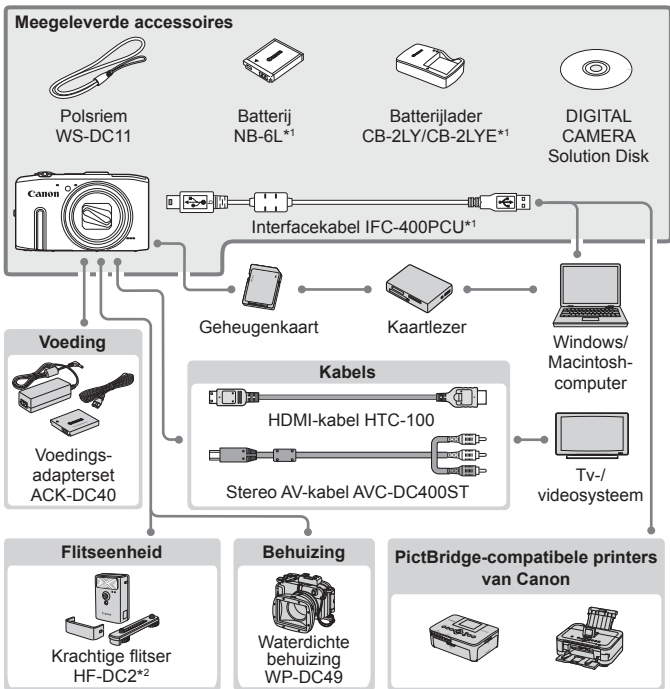 Meegeleverde accessoires
Polsriem
WS-DC11
Batterij
NB-6L*1
Batterijlader
CB-2LY/CB-2LYE*1
DIGITAL
CAMERA
Solution Disk
Canon
Interfacekabel IFC-400PCU*1
Geheugenkaart
Kaartlezer
Windows/
Macintosh-
computer
Voeding
Voedings-
adapterset
ACK-DC40
Kabels
HDMI-kabel HTC-100
Stereo AV-kabel AVC-DC400ST
Tv-/
videosysteem
Flitseenheid
Krachtige flitser
HF-DC2*2
Behuizing
Waterdichte
behuizing
WP-DC49
PictBridge-compatibele printers
van Canon